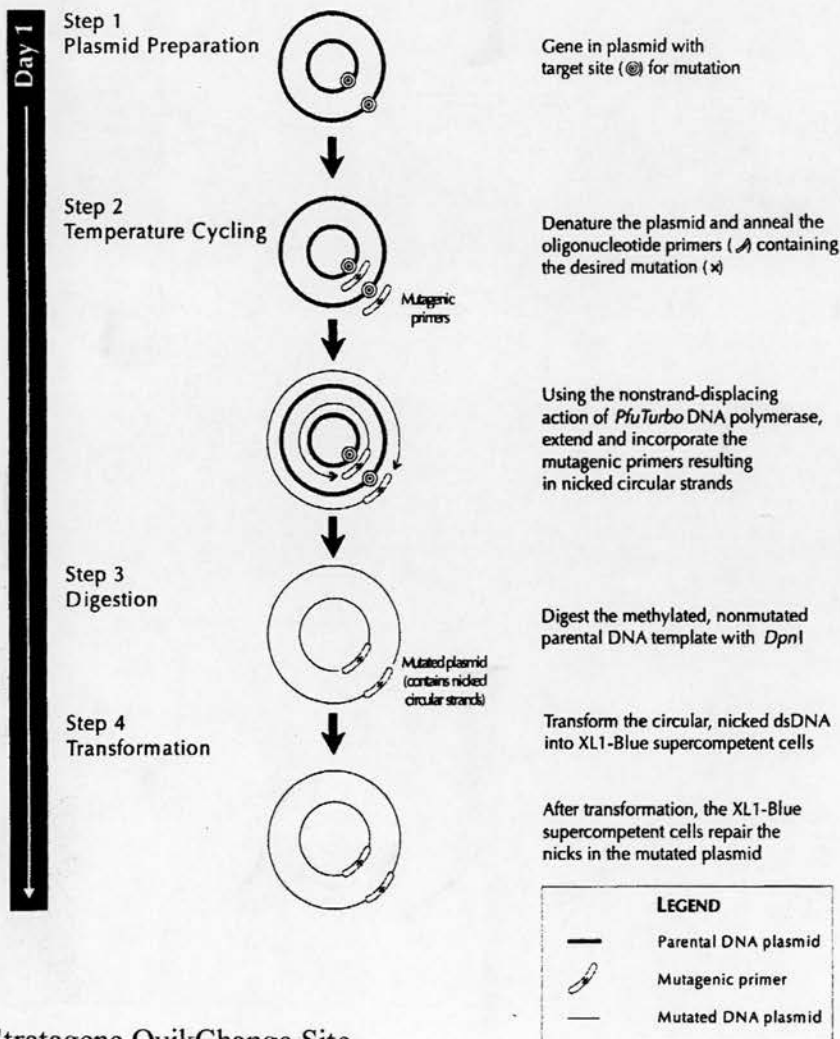 Day 1
Step 1
Plasmid Preparation
Gene in plasmid with
target site ( ) for mutation
Step 2
Temperature Cycling
Denature the plasmid and anneal the
oligonucleotide primers ( ) containing
the desired mutation (x)
Mutagenic
primers
Using the nonstrand-displacing
action of PfuTurbo DNA polymerase,
extend and incorporate the
mutagenic primers resulting
in nicked circular strands
Step 3
Digestion
Digest the methylated, nonmutated
parental DNA template with DpnI
Mutated plasmid
(contains nicked
circular strands)
Step 4
Transformation
Transform the circular, nicked dsDNA
into XL1-Blue supercompetent cells
After transformation, the XL1-Blue
supercompetent cells repair the
nicks in the mutated plasmid
LEGEND
Parental DNA plasmid
Mutagenic primer
Mutated DNA plasmid
Stratagene QuikChange Site